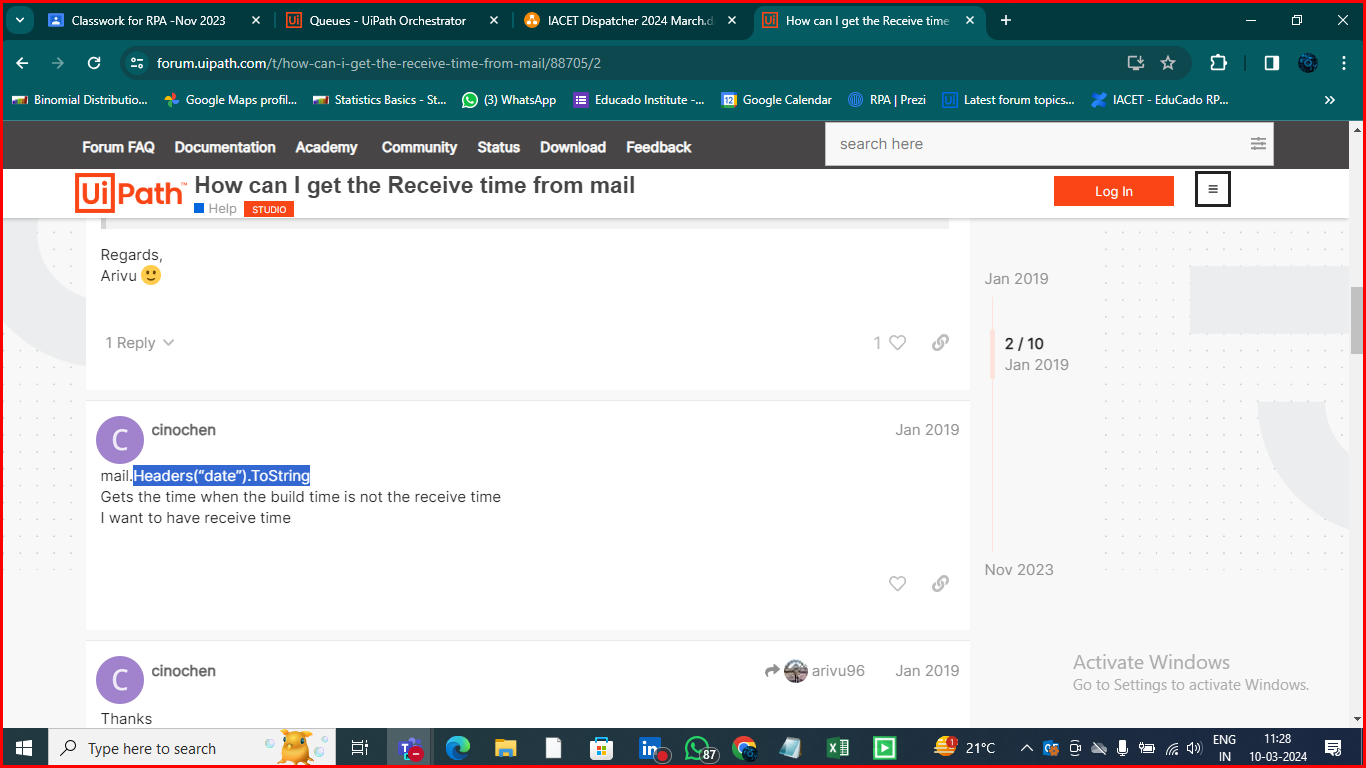 Classwork for RPA -Nov 2023
Queues - UiPath Orchestrator
IACET Dispatcher 2024 March.d
How can I get the Receive time
forum.uipath.com/t/how-can-i-get-the-receive-time-from-mail/88705/2
Binomial Distributio...
Google Maps profil...
Statistics Basics - St...
(3) WhatsApp
Educado Institute -...
Google Calendar
RPA | Prezi
Latest forum topics...
IACET - EduCado RP...
Forum FAQ
Documentation
Academy
Community
Status
Download
Feedback
search here
UiPath™
How can I get the Receive time from mail
Help
STUDIO
Log In
Regards,
Arivu
1 Reply
1
Jan 2019
2 / 10
Jan 2019
Nov 2023
C
cinochen
Jan 2019
mail.Headers(“date”).ToString
Gets the time when the build time is not the receive time
I want to have receive time
C
cinochen
arivu96
Jan 2019
Thanks
Activate Windows
Go to Settings to activate Windows.
Type here to search
87
1
21°C
ENG
IN
11:28
10-03-2024